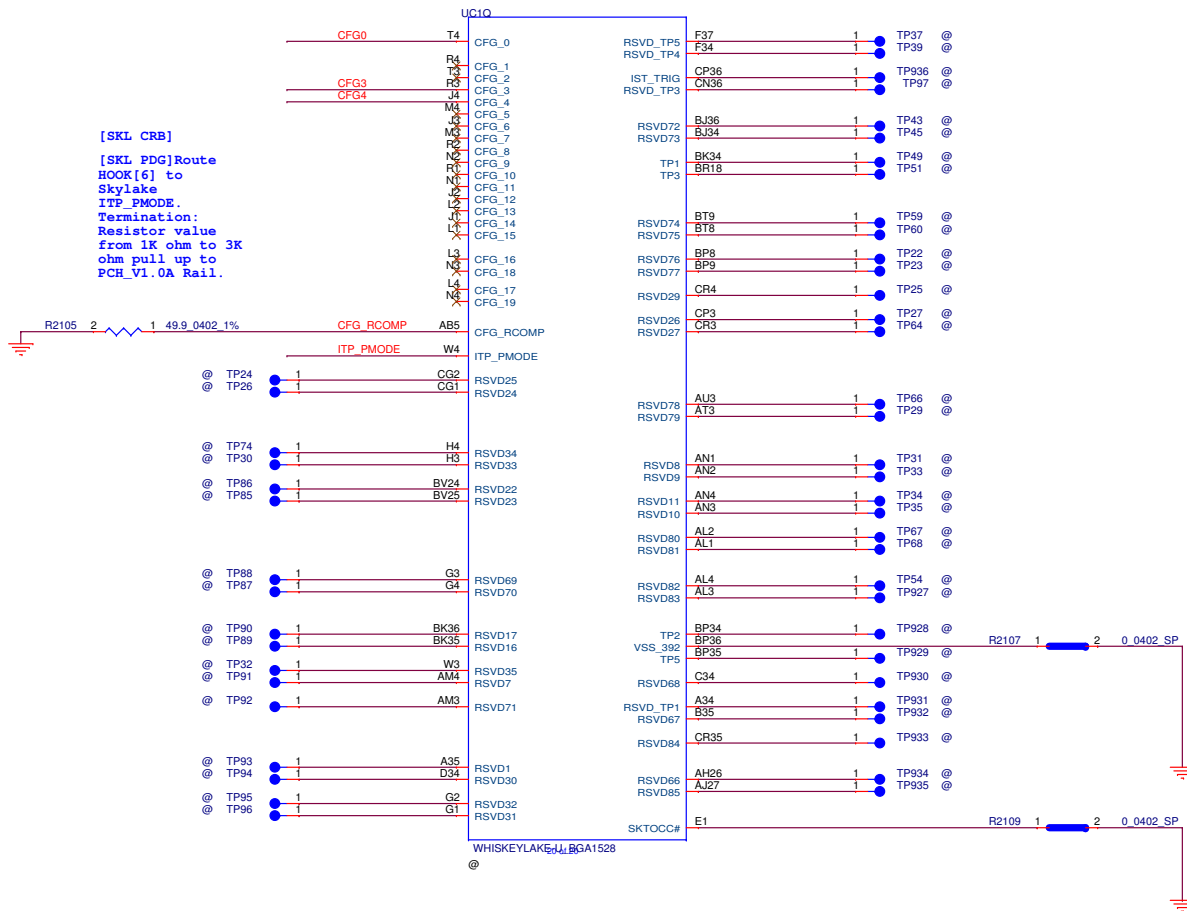 UC1Q
CFG0 T4 CFG_0 RSVD_TP5 F37 1 TP37 @
RSVD_TP4 F34 1 TP39 @
R4 CFG_1
T3 CFG_2 IST_TRIG CP36 1 TP936 @
CFG3 R3 CFG_3 RSVD_TP3 CN36 1 TP97 @
CFG4 J4 CFG_4
M4 CFG_5
J3 CFG_6 RSVD72 BJ36 1 TP43 @
M3 CFG_7 RSVD73 BJ34 1 TP45 @
R2 CFG_8
N2 CFG_9 TP1 BK34 1 TP49 @
R1 CFG_10 TP3 BR18 1 TP51 @
N1 CFG_11
J2 CFG_12
L2 CFG_13
J1 CFG_14 RSVD74 BT9 1 TP59 @
L1 CFG_15 RSVD75 BT8 1 TP60 @
L3 CFG_16 RSVD76 BP8 1 TP22 @
N3 CFG_18 RSVD77 BP9 1 TP23 @
L4 CFG_17 RSVD29 CR4 1 TP25 @
N4 CFG_19
RSVD26 CP3 1 TP27 @
RSVD27 CR3 1 TP64 @
[SKL CRB]
[SKL PDG]Route
HOOK[6] to
Skylake
ITP_PMODE.
Termination:
Resistor value
from 1K ohm to 3K
ohm pull up to
PCH_V1.0A Rail.
R2105 2 1 49.9_0402_1% CFG_RCOMP AB5 CFG_RCOMP
ITP_PMODE W4 ITP_PMODE
@ TP24 1 CG2 RSVD25
@ TP26 1 CG1 RSVD24
RSVD78 AU3 1 TP66 @
RSVD79 AT3 1 TP29 @
@ TP74 1 H4 RSVD34
@ TP30 1 H3 RSVD33 RSVD8 AN1 1 TP31 @
RSVD9 AN2 1 TP33 @
@ TP86 1 BV24 RSVD22
@ TP85 1 BV25 RSVD23 RSVD11 AN4 1 TP34 @
RSVD10 AN3 1 TP35 @
RSVD80 AL2 1 TP67 @
RSVD81 AL1 1 TP68 @
@ TP88 1 G3 RSVD69 RSVD82 AL4 1 TP54 @
@ TP87 1 G4 RSVD70 RSVD83 AL3 1 TP927 @
@ TP90 1 BK36 RSVD17 TP2 BP34 1 TP928 @
@ TP89 1 BK35 RSVD16 VSS_392 BP36 R2107 1 2 0_0402_SP
TP5 BP35 1 TP929 @
@ TP32 1 W3 RSVD35
@ TP91 1 AM4 RSVD7 RSVD68 C34 1 TP930 @
@ TP92 1 AM3 RSVD71 RSVD_TP1 A34 1 TP931 @
RSVD67 B35 1 TP932 @
RSVD84 CR35 1 TP933 @
@ TP93 1 A35 RSVD1
@ TP94 1 D34 RSVD30 RSVD66 AH26 1 TP934 @
RSVD85 AJ27 1 TP935 @
@ TP95 1 G2 RSVD32
@ TP96 1 G1 RSVD31
SKTOCC# E1 R2109 1 2 0_0402_SP
WHISKEYLAKE-U_BGA1528
20 of 20
@